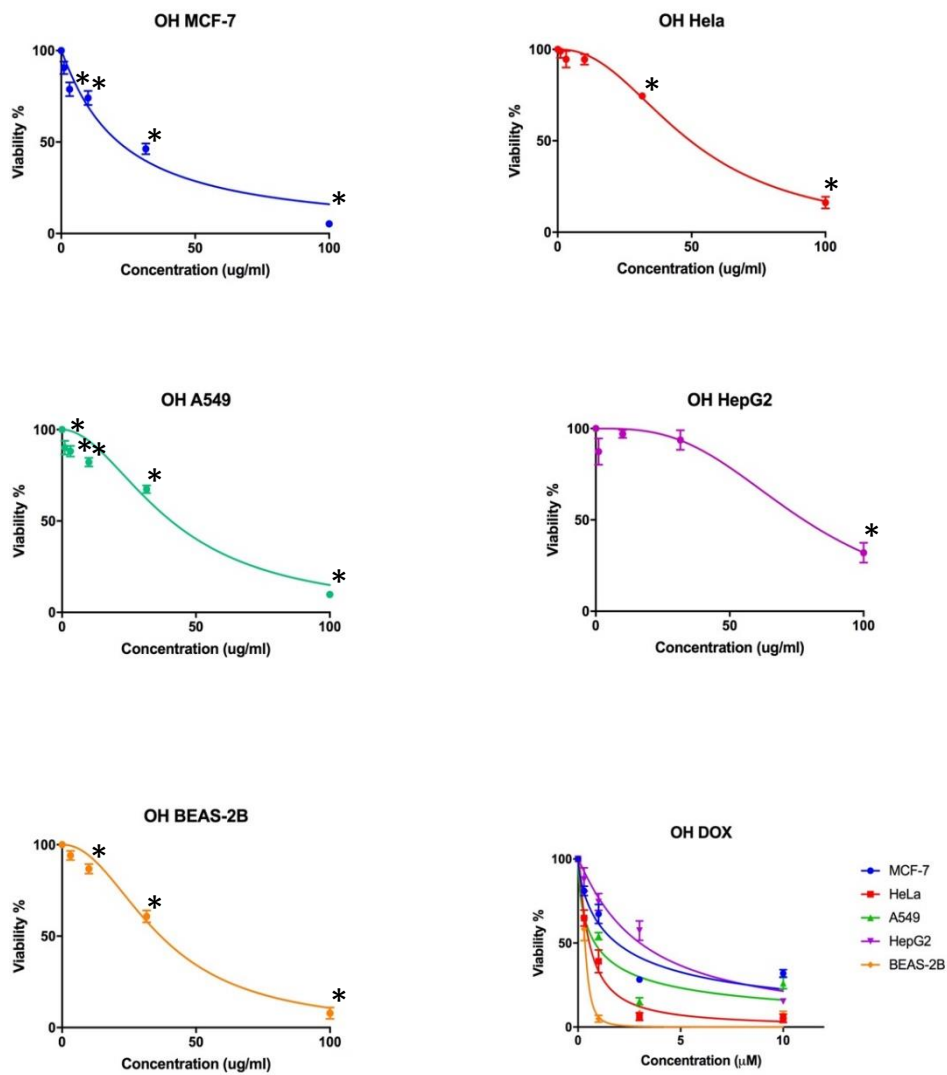 OH MCF-7
100
50
0
Viability %
* * * *
0 50 100
Concentration (ug/ml)
OH Hela
100
50
0
Viability %
* *
0 50 100
Concentration (ug/ml)
OH A549
100
50
0
Viability %
* * * * *
0 50 100
Concentration (ug/ml)
OH HepG2
100
50
0
Viability %
*
0 50 100
Concentration (ug/ml)
OH BEAS-2B
100
50
0
Viability %
* * *
0 50 100
Concentration (ug/ml)
OH DOX
100
50
0
Viability %
0 5 10
Concentration (μM)
MCF-7
HeLa
A549
HepG2
BEAS-2B